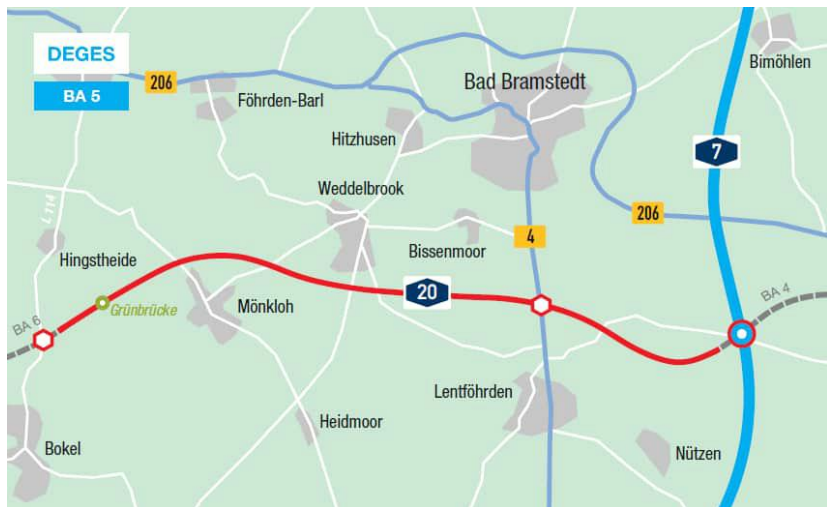 DEGES
BA 5
206
Föhrden-Barl
Bad Bramstedt
Bimöhlen
7
Hitzhusen
Weddelbrook
206
4
Bissenmoor
Hingstheide
20
Grünbrücke
Mönkloh
BA 4
BA 6
Lentföhrden
Heidmoor
Bokel
Nützen